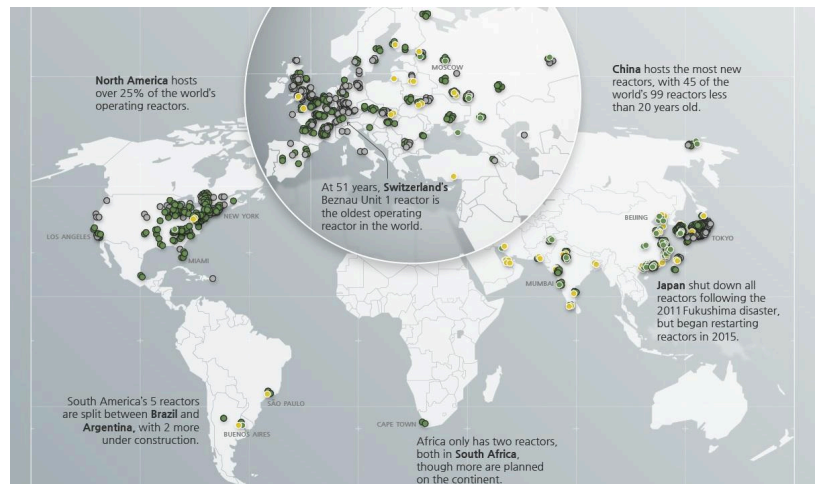 North America hosts
over 25% of the world's
operating reactors.
MOSCOW
China hosts the most new
reactors, with 45 of the
world's 99 reactors less
than 20 years old.
At 51 years, Switzerland's
Beznau Unit 1 reactor is
the oldest operating
reactor in the world.
NEW YORK
LOS ANGELES
MIAMI
BEIJING
TOKYO
MUMBAI
Japan shut down all
reactors following the
2011 Fukushima disaster,
but began restarting
reactors in 2015.
South America's 5 reactors
are split between Brazil and
Argentina, with 2 more
under construction.
SAO PAULO
BUENOS AIRES
CAPE TOWN
Africa only has two reactors,
both in South Africa,
though more are planned
on the continent.